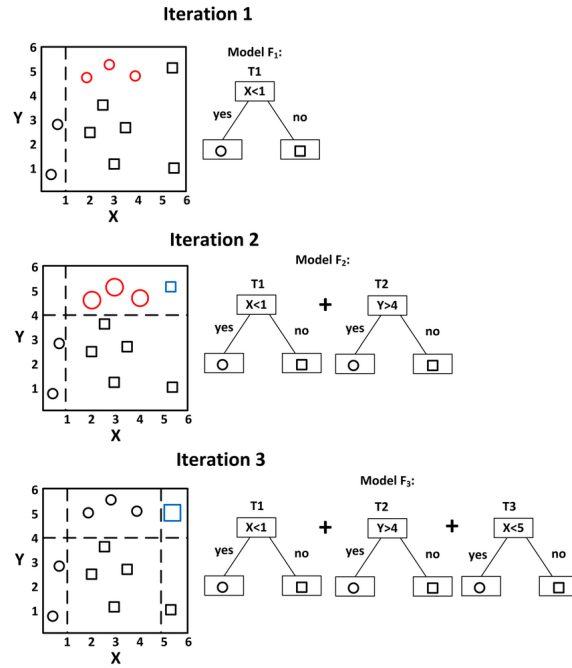 Iteration 1
Model F₁:
6
5
Y
4
3
2
1
1 2 3 4 5 6
X
T1
X<1
yes
no
Iteration 2
Model F₂:
6
5
4
Y
3
2
1
1 2 3 4 5 6
X
T1
X<1
yes
no
+
T2
Y>4
yes
no
Iteration 3
Model F₃:
6
5
4
Y
3
2
1
1 2 3 4 5 6
X
T1
X<1
yes
no
+
T2
Y>4
yes
no
+
T3
X<5
yes
no